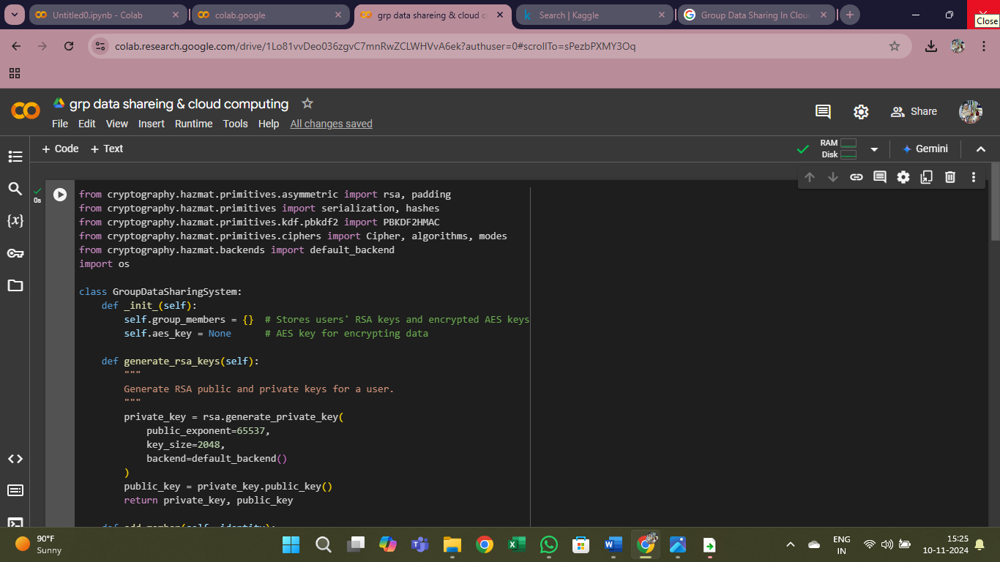 Untitled0.ipynb - Colab
colab.google
grp data shareing & cloud c
Search | Kaggle
Group Data Sharing In Clou
Close
colab.research.google.com/drive/1Lo81vvDeo036zgvC7mnRwZCLWHVvA6ek?authuser=0#scrollTo=sPezbPXMY3Oq
grp data shareing & cloud computing
File Edit View Insert Runtime Tools Help All changes saved
Share
+ Code + Text
RAM
Disk
Gemini
0s
from cryptography.hazmat.primitives.asymmetric import rsa, padding
from cryptography.hazmat.primitives import serialization, hashes
from cryptography.hazmat.primitives.kdf.pbkdf2 import PBKDF2HMAC
from cryptography.hazmat.primitives.ciphers import Cipher, algorithms, modes
from cryptography.hazmat.backends import default_backend
import os
class GroupDataSharingSystem:
def _init_(self):
self.group_members = {} # Stores users' RSA keys and encrypted AES keys
self.aes_key = None # AES key for encrypting data
def generate_rsa_keys(self):
"""
Generate RSA public and private keys for a user.
"""
private_key = rsa.generate_private_key(
public_exponent=65537,
key_size=2048,
backend=default_backend()
)
public_key = private_key.public_key()
return private_key, public_key
def add_member(self, identity):
90°F
Sunny
ENG
IN
15:25
10-11-2024